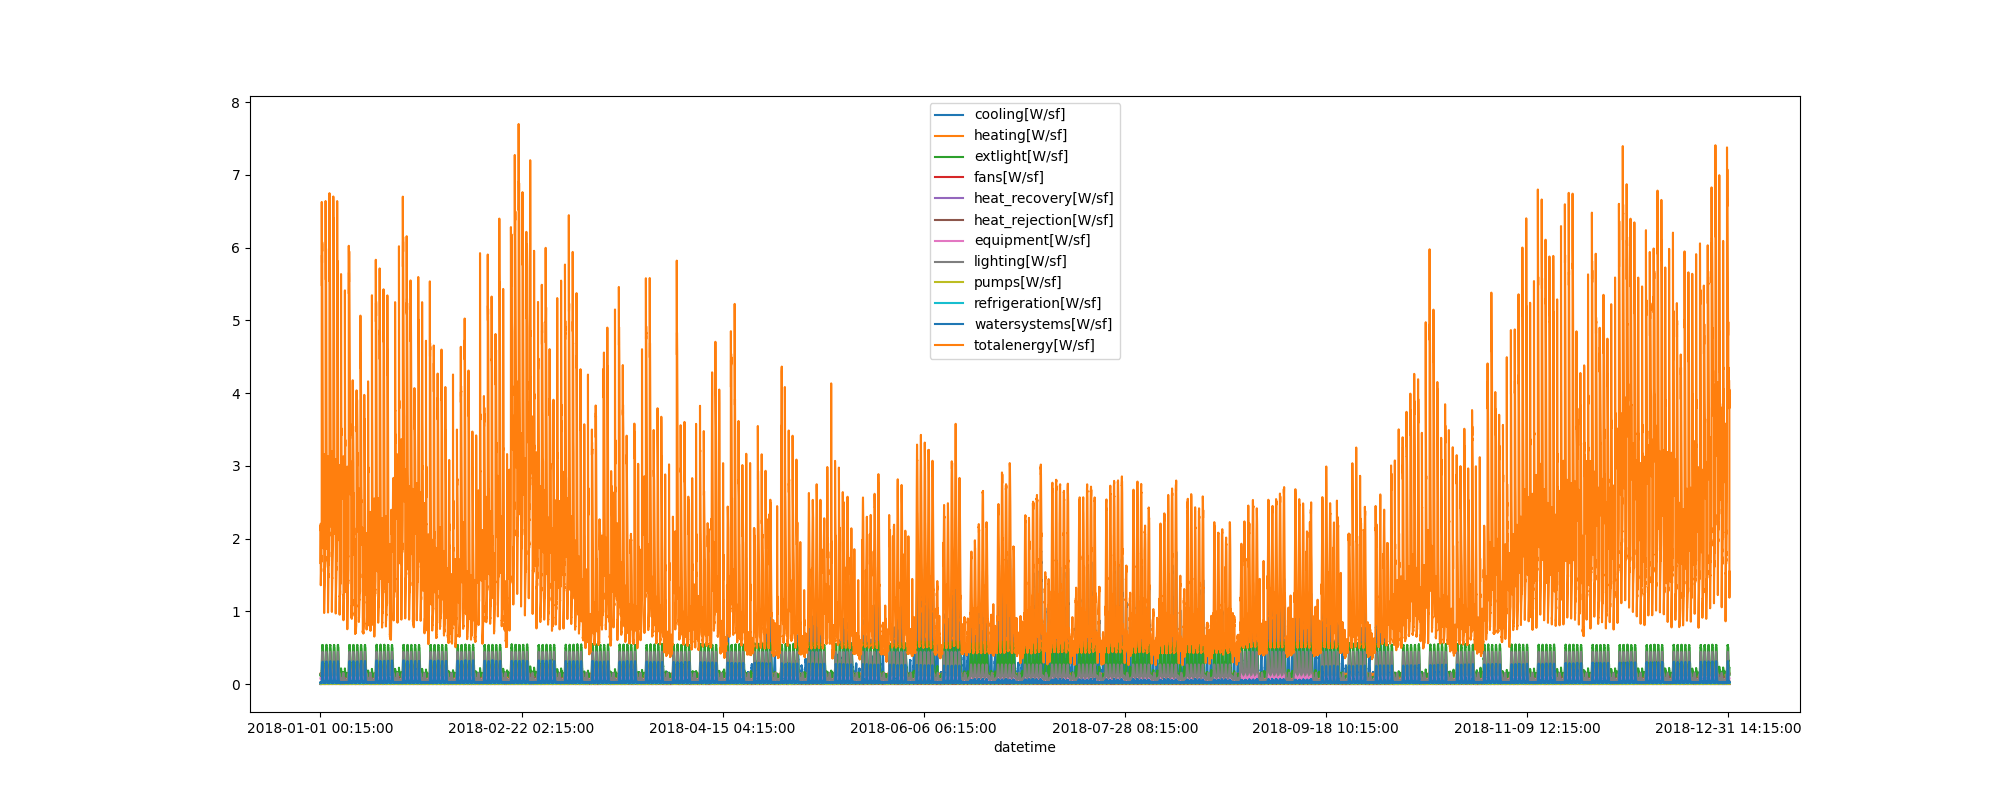 8
7
6
5
4
3
2
1
0
cooling[W/sf]
heating[W/sf]
extlight[W/sf]
fans[W/sf]
heat_recovery[W/sf]
heat_rejection[W/sf]
equipment[W/sf]
lighting[W/sf]
pumps[W/sf]
refrigeration[W/sf]
watersystems[W/sf]
totalenergy[W/sf]
2018-01-01 00:15:00 2018-02-22 02:15:00 2018-04-15 04:15:00 2018-06-06 06:15:00 2018-07-28 08:15:00 2018-09-18 10:15:00 2018-11-09 12:15:00 2018-12-31 14:15:00
datetime